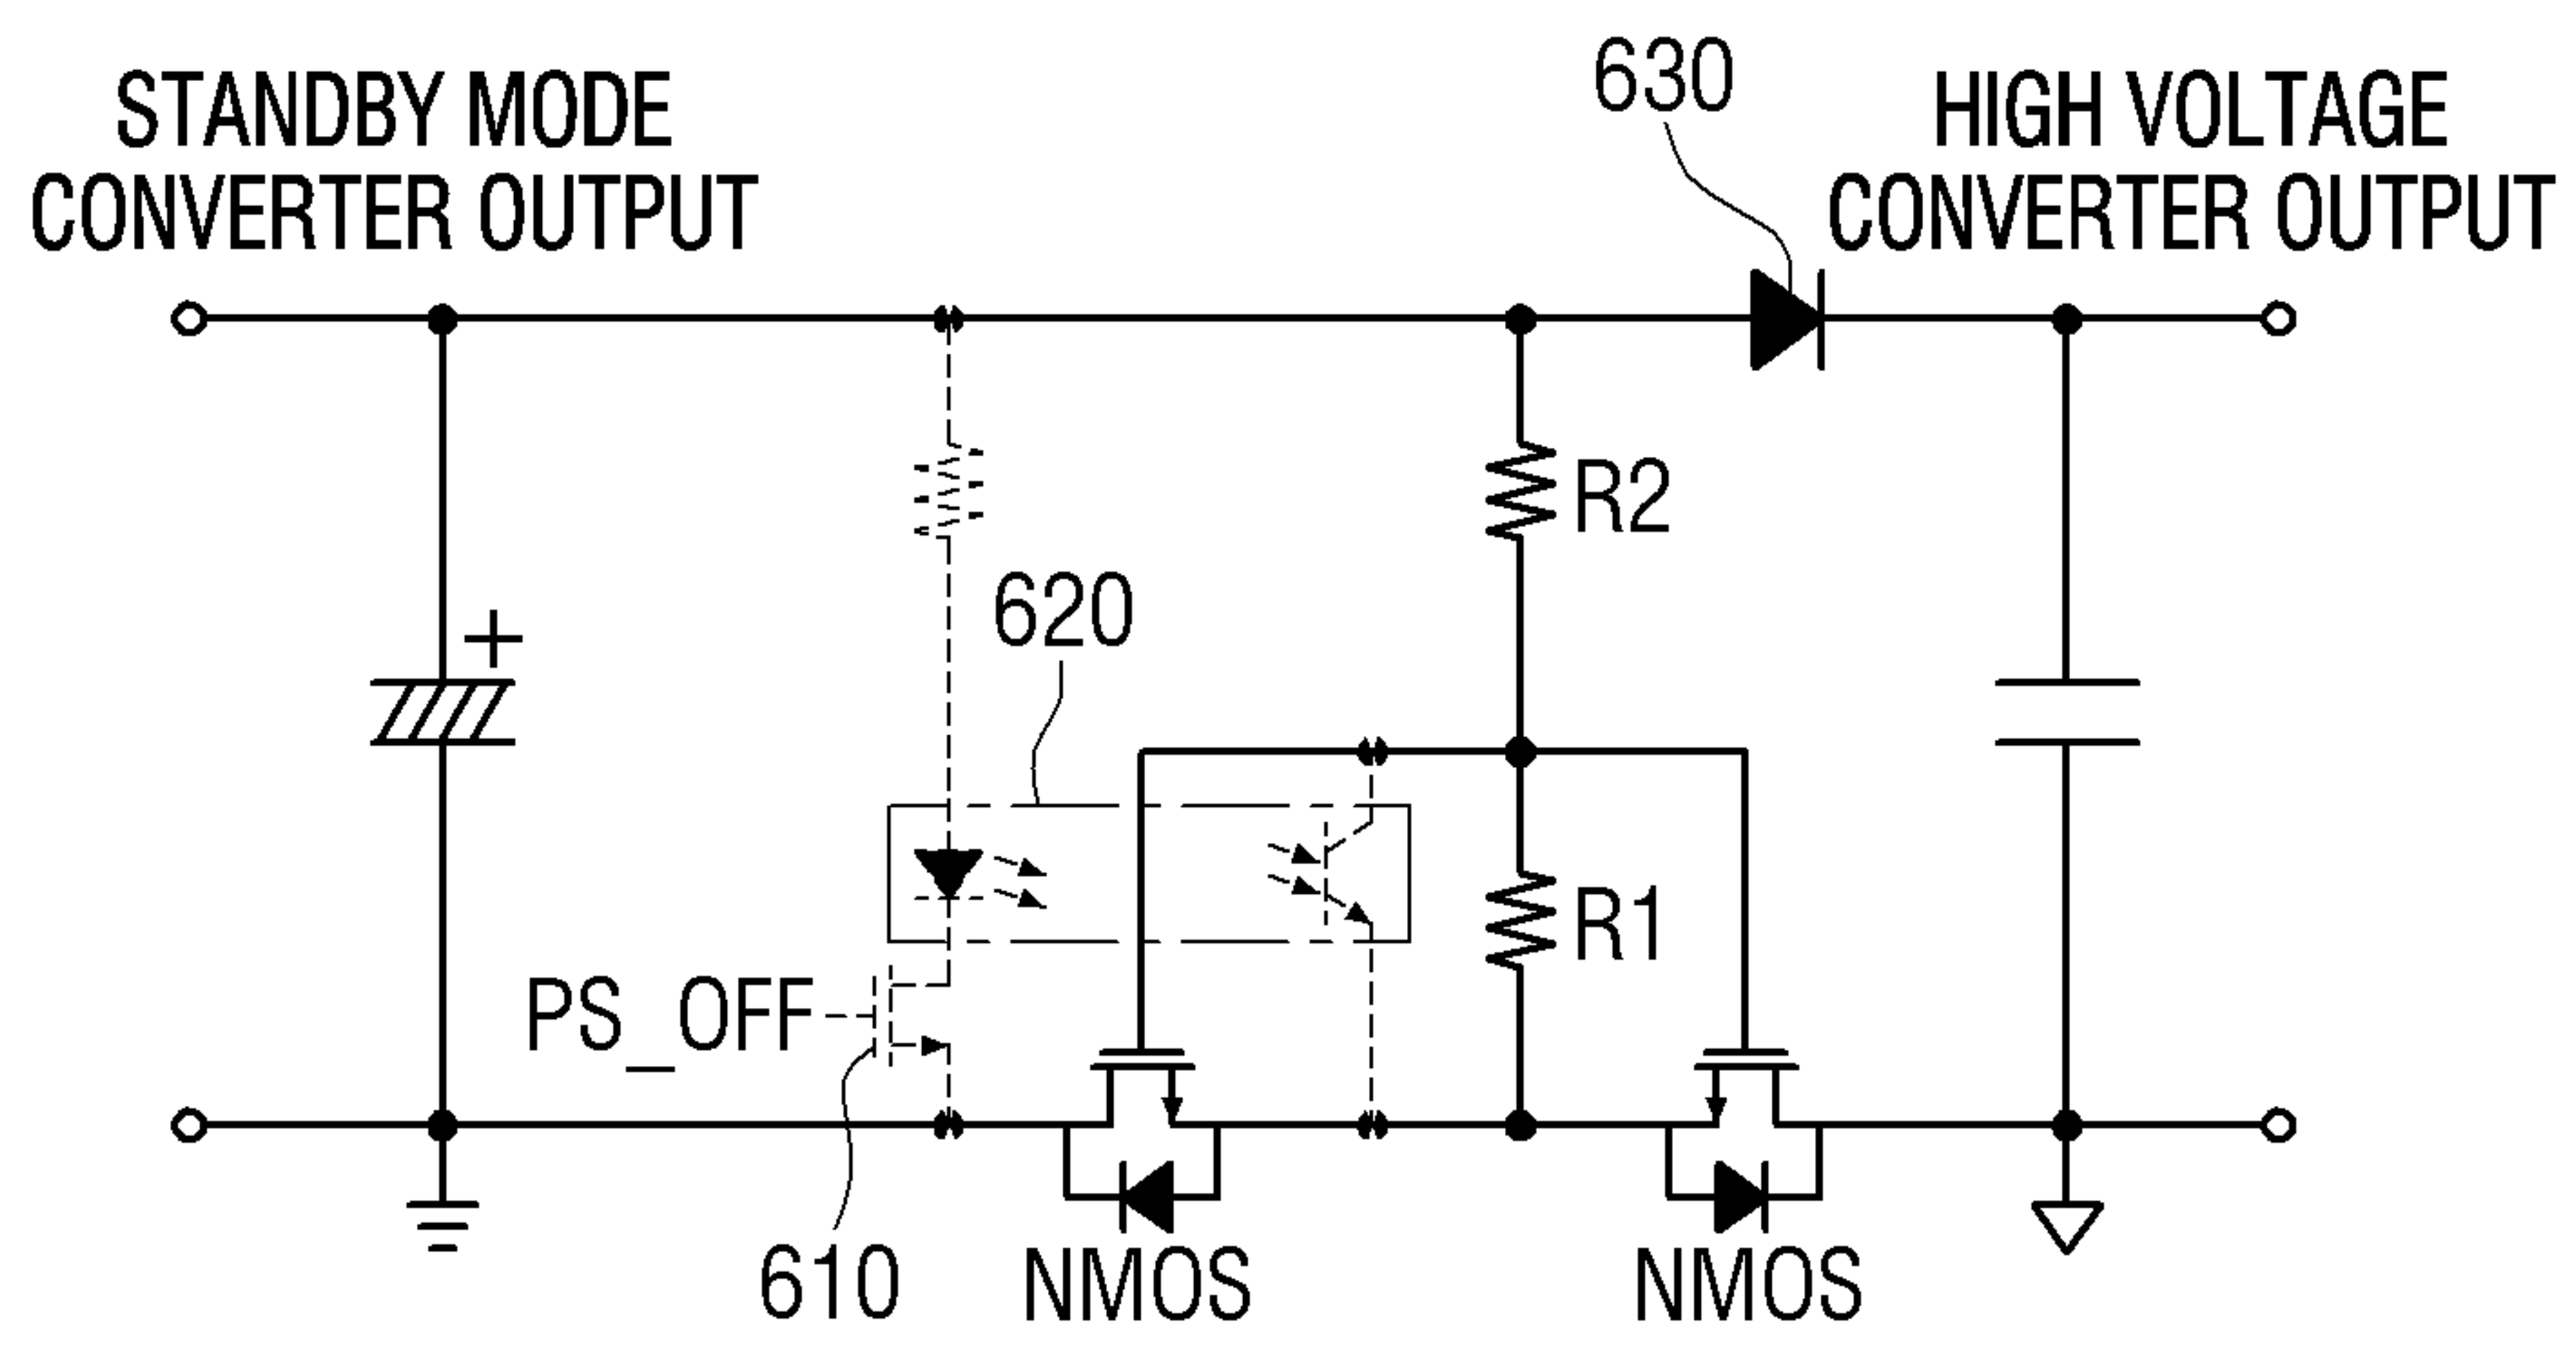 630
STANDBY MODE
CONVERTER OUTPUT
HIGH VOLTAGE
CONVERTER OUTPUT
R2
620
+
R1
PS_OFF
610
NMOS
NMOS